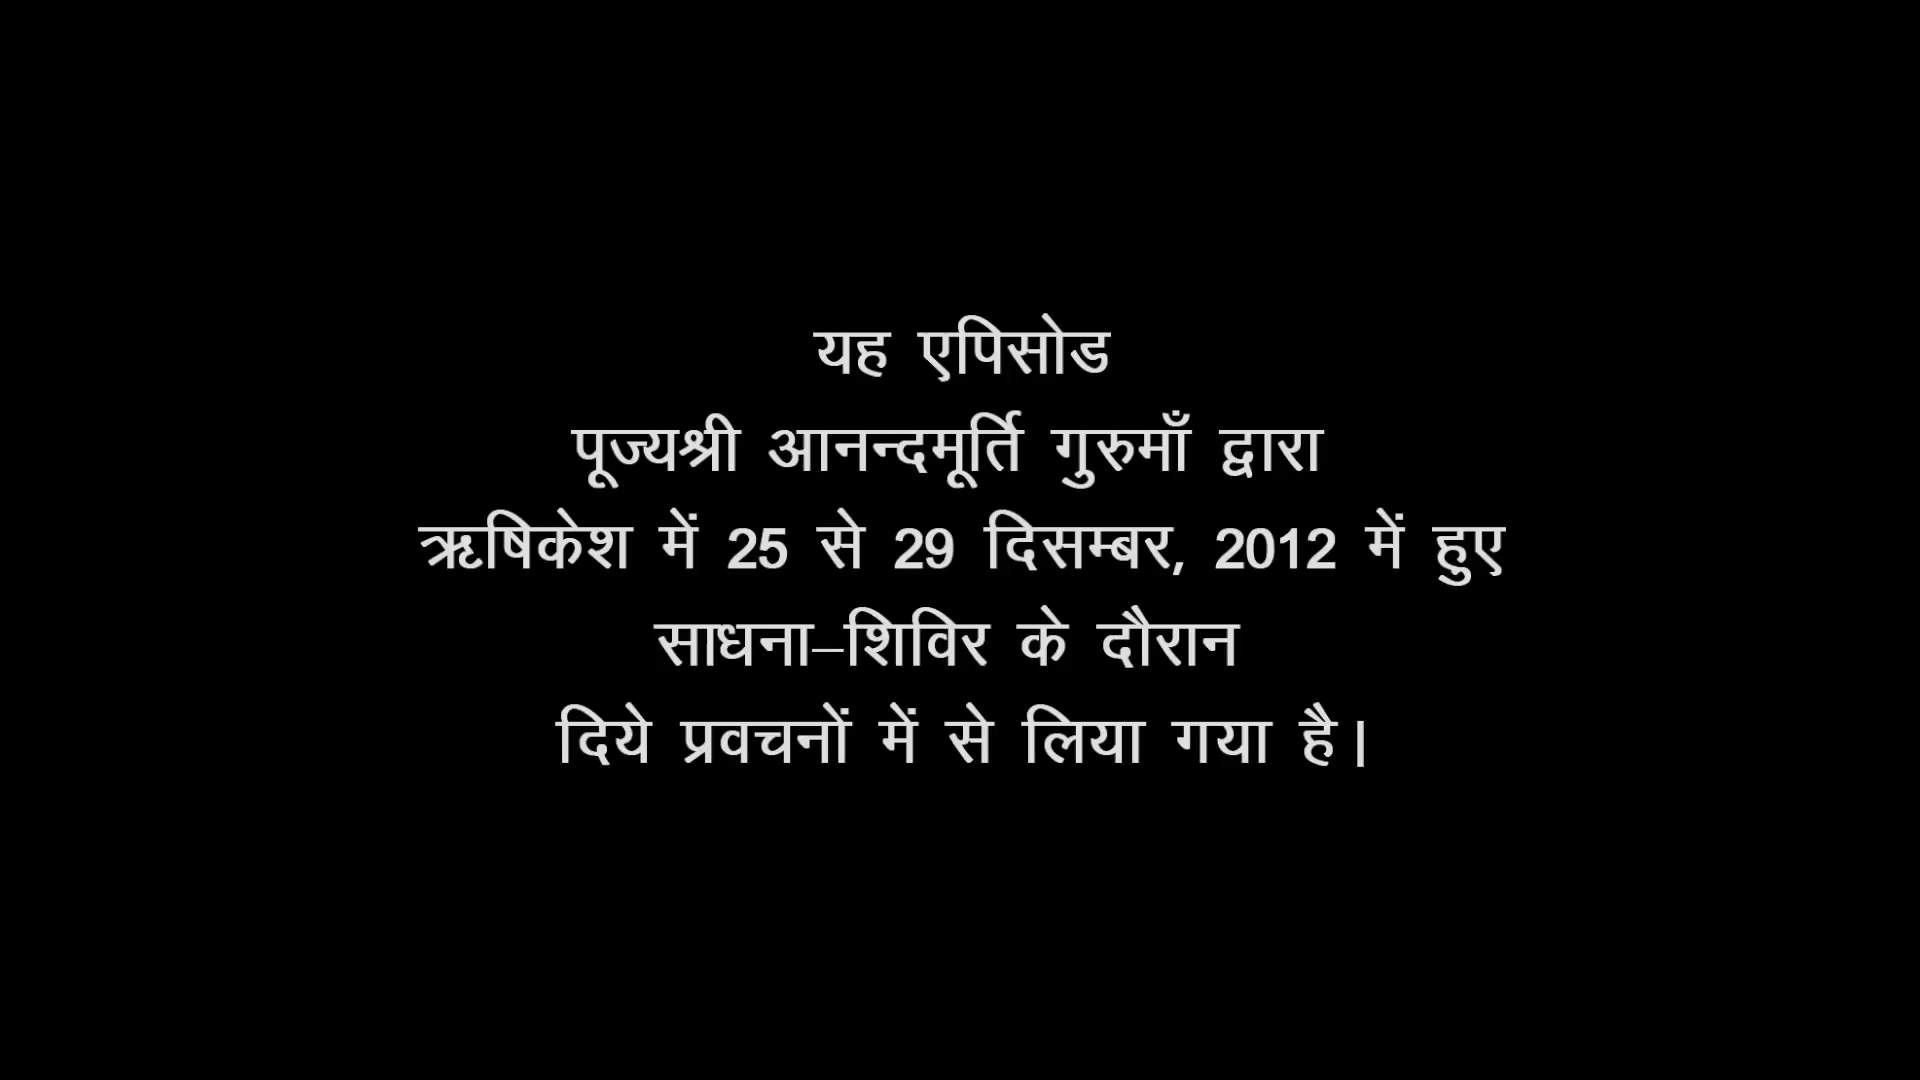 यह एपिसोड
पूज्यश्री आनन्दमूर्ति गुरुमाँ द्वारा
ऋषिकेश में 25 से 29 दिसम्बर, 2012 में हुए
साधना–शिविर के दौरान
दिये प्रवचनों में से लिया गया है।